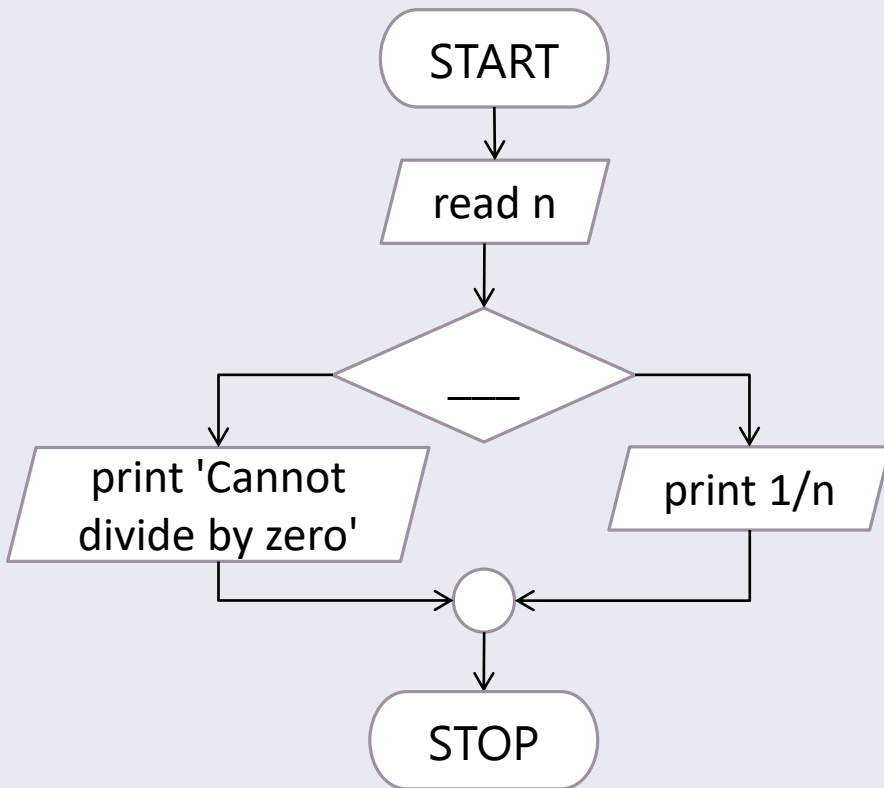 START
read n
___
print 'Cannot
divide by zero'
print 1/n
STOP